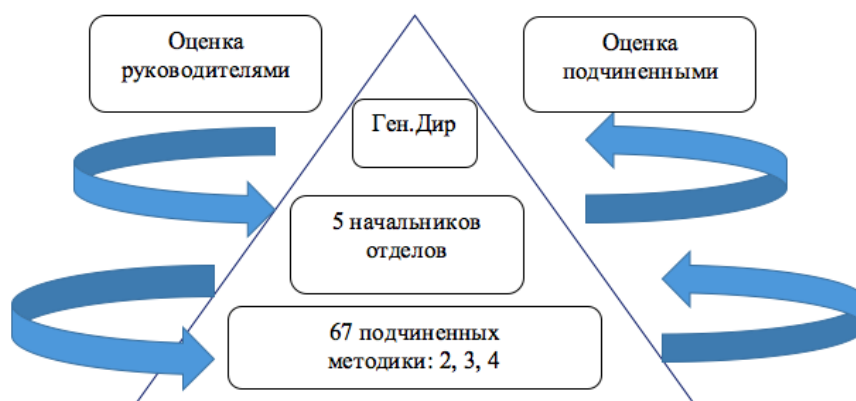 Оценка
руководителями
Оценка
подчиненными
Ген.Дир
5 начальников
отделов
67 подчиненных
методики: 2, 3, 4